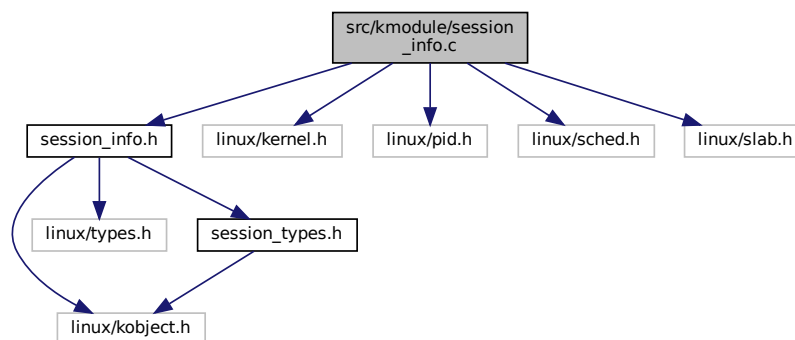 src/kmodule/session
_info.c
session_info.h
linux/kernel.h
linux/pid.h
linux/sched.h
linux/slab.h
linux/types.h
session_types.h
linux/kobject.h